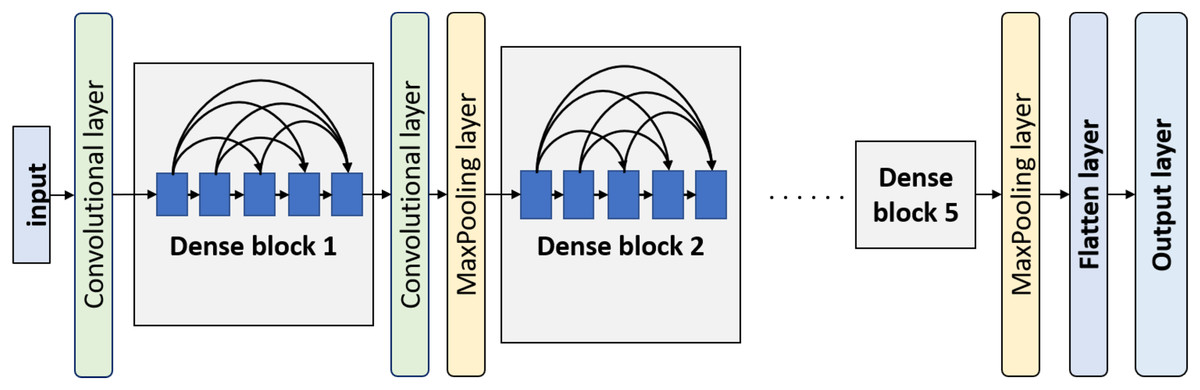 input
Convolutional layer
Dense block 1
Convolutional layer
MaxPooling layer
Dense block 2
. . . . . .
Dense
block 5
MaxPooling layer
Flatten layer
Output layer